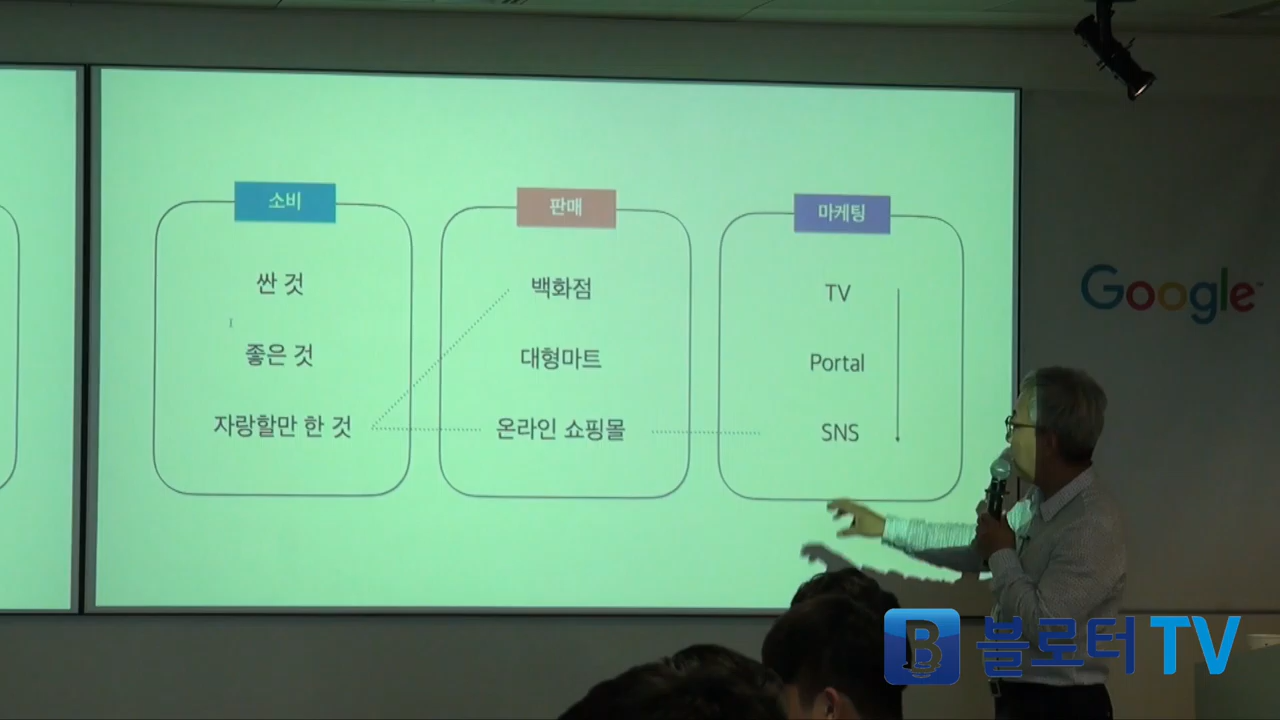 소비
싼 것
좋은 것
자랑할만 한 것
판매
백화점
대형마트
온라인 쇼핑몰
마케팅
TV
Portal
SNS
Google
B 블로터 TV